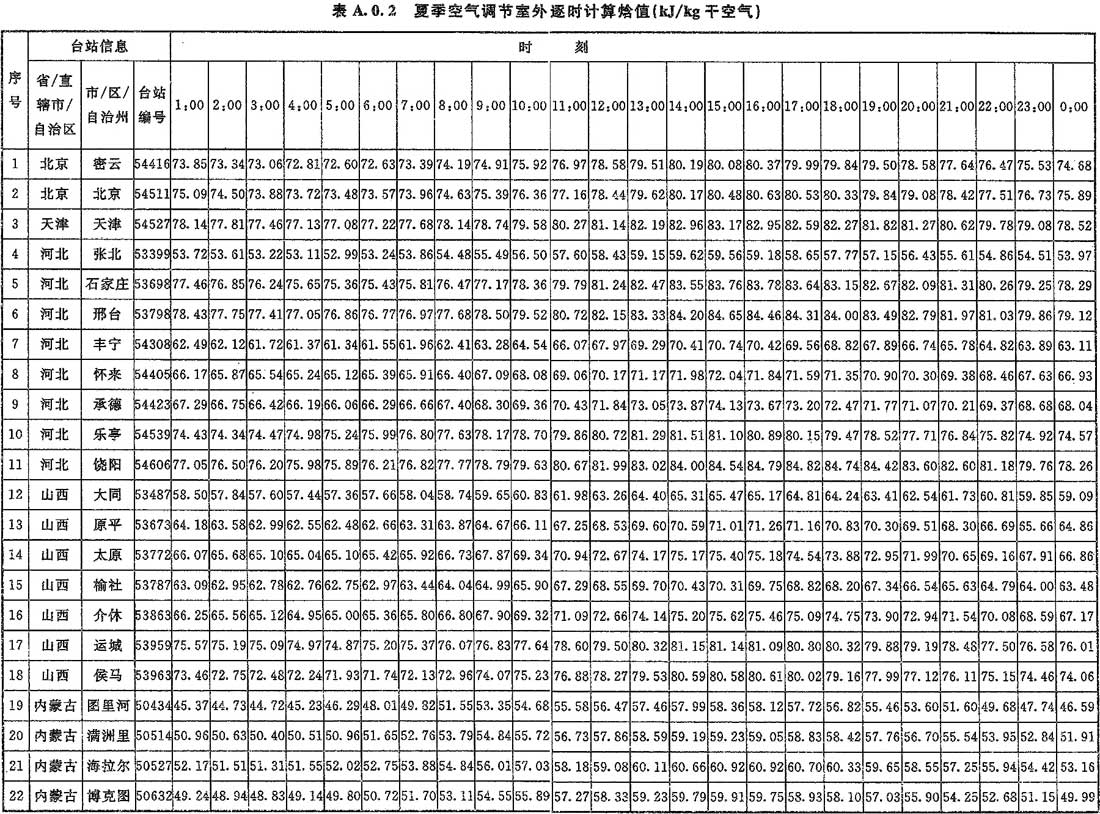 表 A.0.2 夏季空气调节室外逐时计算焓值(kJ/kg 干空气)
序号 台站信息 时 刻
省/直辖市/自治区 市/区/自治州 台站编号 1:00 2:00 3:00 4:00 5:00 6:00 7:00 8:00 9:00 10:00 11:00 12:00 13:00 14:00 15:00 16:00 17:00 18:00 19:00 20:00 21:00 22:00 23:00 0:00
1 北京 密云 54416 73.85 73.34 73.06 72.81 72.60 72.63 73.39 74.19 74.91 75.92 76.97 78.58 79.51 80.19 80.08 80.37 79.99 79.84 79.50 78.58 77.64 76.47 75.53 74.68
2 北京 北京 54511 75.09 74.50 73.88 73.72 73.48 73.57 73.96 74.63 75.39 76.36 77.16 78.44 79.62 80.17 80.48 80.63 80.53 80.33 79.84 79.08 78.42 77.51 76.73 75.89
3 天津 天津 54527 78.14 77.81 77.46 77.13 77.08 77.22 77.68 78.14 78.74 79.58 80.27 81.14 82.19 82.96 83.17 82.95 82.59 82.27 81.82 81.27 80.62 79.78 79.08 78.52
4 河北 张北 53399 53.72 53.61 53.22 53.11 52.99 53.24 53.86 54.48 55.49 56.50 57.60 58.43 59.15 59.62 59.56 59.18 58.65 57.77 57.15 56.43 55.61 54.86 54.51 53.97
5 河北 石家庄 53698 77.46 76.85 76.24 75.65 75.36 75.43 75.81 76.47 77.17 78.36 79.79 81.24 82.47 83.55 83.76 83.78 83.64 83.15 82.67 82.09 81.31 80.26 79.25 78.29
6 河北 邢台 53798 78.43 77.75 77.41 77.05 76.86 76.77 76.97 77.68 78.50 79.52 80.72 82.15 83.33 84.20 84.65 84.46 84.31 84.00 83.49 82.79 81.97 81.03 79.86 79.12
7 河北 丰宁 54308 62.49 62.12 61.72 61.37 61.34 61.55 61.96 62.41 63.28 64.54 66.07 67.97 69.29 70.41 70.74 70.42 69.56 68.82 67.89 66.74 65.78 64.82 63.89 63.11
8 河北 怀来 54405 66.17 65.87 65.54 65.24 65.12 65.39 65.91 66.40 67.09 68.08 69.06 70.17 71.17 71.98 72.04 71.84 71.59 71.35 70.90 70.30 69.38 68.46 67.63 66.93
9 河北 承德 54423 67.29 66.75 66.42 66.19 66.06 66.29 66.66 67.40 68.30 69.36 70.43 71.84 73.05 73.87 74.13 73.67 73.20 72.47 71.77 71.07 70.21 69.37 68.68 68.04
10 河北 乐亭 54539 74.43 74.34 74.47 74.98 75.24 75.99 76.80 77.63 78.17 78.70 79.86 80.72 81.29 81.51 81.10 80.89 80.15 79.47 78.52 77.71 76.84 75.82 74.92 74.57
11 河北 饶阳 54606 77.05 76.50 76.20 75.98 75.89 76.21 76.82 77.77 78.79 79.63 80.67 81.99 83.02 84.00 84.54 84.79 84.82 84.74 84.42 83.60 82.60 81.18 79.76 78.26
12 山西 大同 53487 58.50 57.84 57.60 57.44 57.36 57.66 58.04 58.74 59.65 60.83 61.98 63.26 64.40 65.31 65.47 65.17 64.81 64.24 63.41 62.54 61.73 60.81 59.85 59.09
13 山西 原平 53673 64.18 63.58 62.99 62.55 62.48 62.66 63.31 63.87 64.67 66.11 67.25 68.53 69.60 70.59 71.01 71.26 71.16 70.83 70.30 69.51 68.30 66.69 65.66 64.86
14 山西 太原 53772 66.07 65.68 65.10 65.04 65.10 65.42 65.92 66.73 67.87 69.34 70.94 72.67 74.17 75.17 75.40 75.18 74.54 73.88 72.95 71.99 70.65 69.16 67.91 66.86
15 山西 榆社 53787 63.09 62.95 62.78 62.76 62.75 62.97 63.44 64.04 64.99 65.90 67.29 68.55 69.70 70.43 70.31 69.75 68.82 68.20 67.34 66.54 65.63 64.79 64.00 63.48
16 山西 介休 53863 66.25 65.56 65.12 64.95 65.00 65.36 65.80 66.80 67.90 69.32 71.09 72.66 74.14 75.20 75.62 75.46 75.09 74.75 73.90 72.94 71.54 70.08 68.59 67.17
17 山西 运城 53959 75.57 75.19 75.09 74.97 74.87 75.20 75.37 76.07 76.83 77.64 78.60 79.50 80.32 81.15 81.14 81.09 80.80 80.32 79.88 79.19 78.48 77.50 76.58 76.01
18 山西 侯马 53963 73.46 72.75 72.48 72.24 71.93 71.74 72.13 72.96 74.07 75.23 76.88 78.27 79.53 80.59 80.58 80.61 80.02 79.16 77.99 77.12 76.11 75.15 74.46 74.06
19 内蒙古 图里河 50434 45.37 44.73 44.72 45.23 46.29 48.01 49.82 51.55 53.35 54.68 55.58 56.47 57.46 57.99 58.36 58.12 57.72 56.82 55.46 53.60 51.60 49.68 47.74 46.59
20 内蒙古 满洲里 50514 50.96 50.63 50.40 50.51 50.96 51.65 52.76 53.79 54.84 55.72 56.73 57.86 58.59 59.19 59.23 59.05 58.83 58.42 57.76 56.70 55.54 53.95 52.84 51.91
21 内蒙古 海拉尔 50527 52.17 51.51 51.31 51.55 52.02 52.75 53.88 54.84 56.01 57.03 58.18 59.08 60.11 60.66 60.92 60.92 60.70 60.33 59.65 58.55 57.25 55.94 54.42 53.16
22 内蒙古 博克图 50632 49.24 48.94 48.83 49.14 49.80 50.72 51.70 53.11 54.55 55.89 57.27 58.33 59.23 59.79 59.91 59.75 58.93 58.10 57.03 55.90 54.25 52.68 51.15 49.99